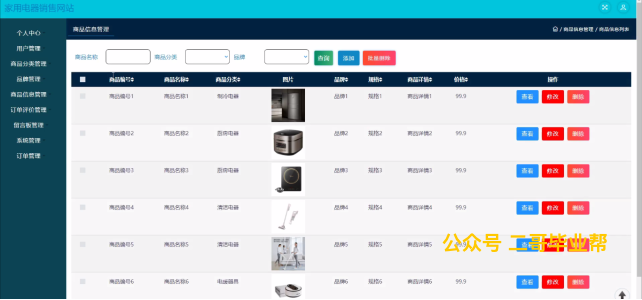 家用电器销售网站
商品信息管理
/ 商品信息管理 / 商品信息列表
个人中心
用户管理
商品分类管理
品牌管理
商品信息管理
订单评价管理
留言板管理
系统管理
订单管理
商品名称 商品分类 品牌 查询 添加 批量删除
商品编号 商品名称 商品分类 图片 品牌 规格 商品详情 价格 操作
商品编号1 商品名称1 制冷电器 品牌1 规格1 商品详情1 99.9 查看 修改 删除
商品编号2 商品名称2 厨房电器 品牌2 规格2 商品详情2 99.9 查看 修改 删除
商品编号3 商品名称3 厨房电器 品牌3 规格3 商品详情3 99.9 查看 修改 删除
商品编号4 商品名称4 清洁电器 品牌4 规格4 商品详情4 99.9 查看 修改 删除
商品编号5 商品名称5 清洁电器 品牌5 规格5 商品详情5 99.9 查看 修改 删除
公众号 二哥毕业帮
商品编号6 商品名称6 电暖器具 品牌6 规格6 商品详情6 99.9 查看 修改 删除